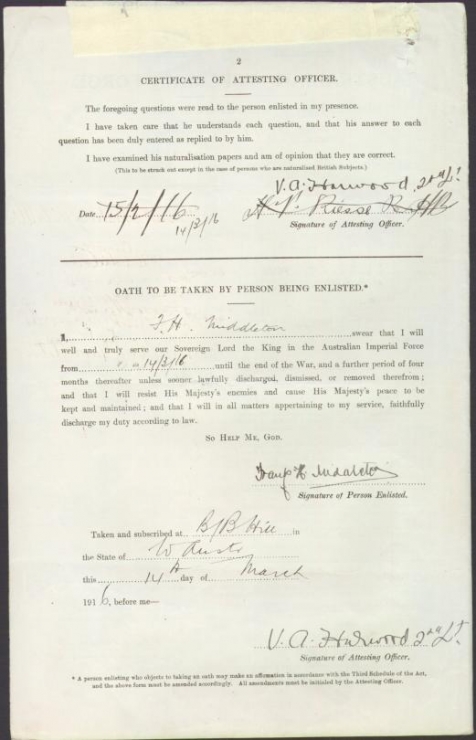 2
CERTIFICATE OF ATTESTING OFFICER.
The foregoing questions were read to the person enlisted in my presence.
I have taken care that he understands each question, and that his answer to each
question has been duly entered as replied to by him.
I have examined his naturalisation papers and am of opinion that they are correct.
(This to be struck out except in the case of persons who are naturalised British Subjects.)
V. A. Harwood 2nd Lt
Date 15/2/16
14/3/16
Signature of Attesting Officer.
OATH TO BE TAKEN BY PERSON BEING ENLISTED.*
I, F. H. Middleton swear that I will
well and truly serve our Sovereign Lord the King in the Australian Imperial Force
from 14/3/16 until the end of the War, and a further period of four
months thereafter unless sooner lawfully discharged, dismissed, or removed therefrom;
and that I will resist His Majesty's enemies and cause His Majesty's peace to be
kept and maintained; and that I will in all matters appertaining to my service, faithfully
discharge my duty according to law.
SO HELP ME, GOD.
H Middleton
Signature of Person Enlisted.
Taken and subscribed at B/B Hill in
the State of W Aust
this 14th day of March
1916, before me—
V. A. Harwood 2nd Lt
Signature of Attesting Officer.
* A person enlisting who objects to taking an oath may make an affirmation in accordance with the Third Schedule of the Act,
and the above form must be amended accordingly. All amendments must be initialed by the Attesting Officer.